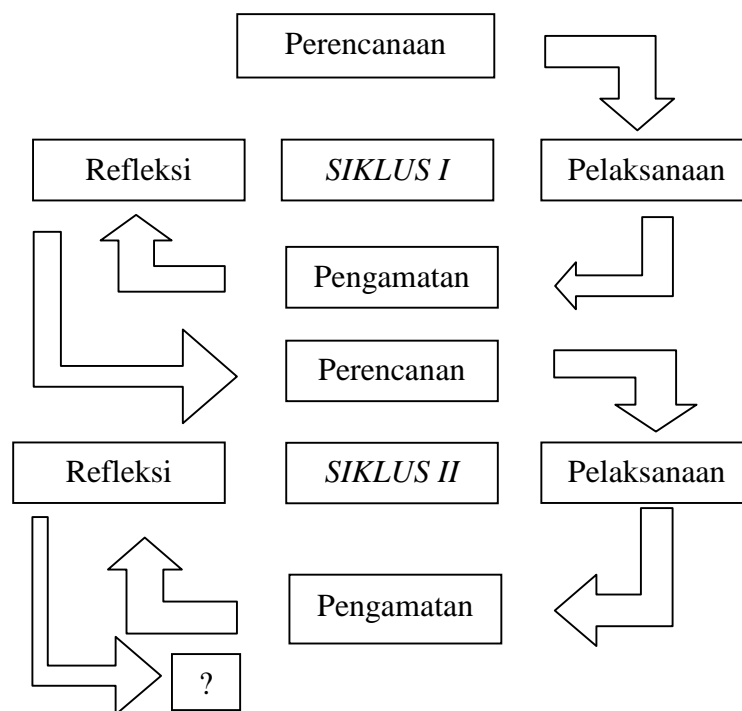 Perencanaan
Refleksi
SIKLUS I
Pelaksanaan
Pengamatan
Perencanan
Refleksi
SIKLUS II
Pelaksanaan
Pengamatan
?